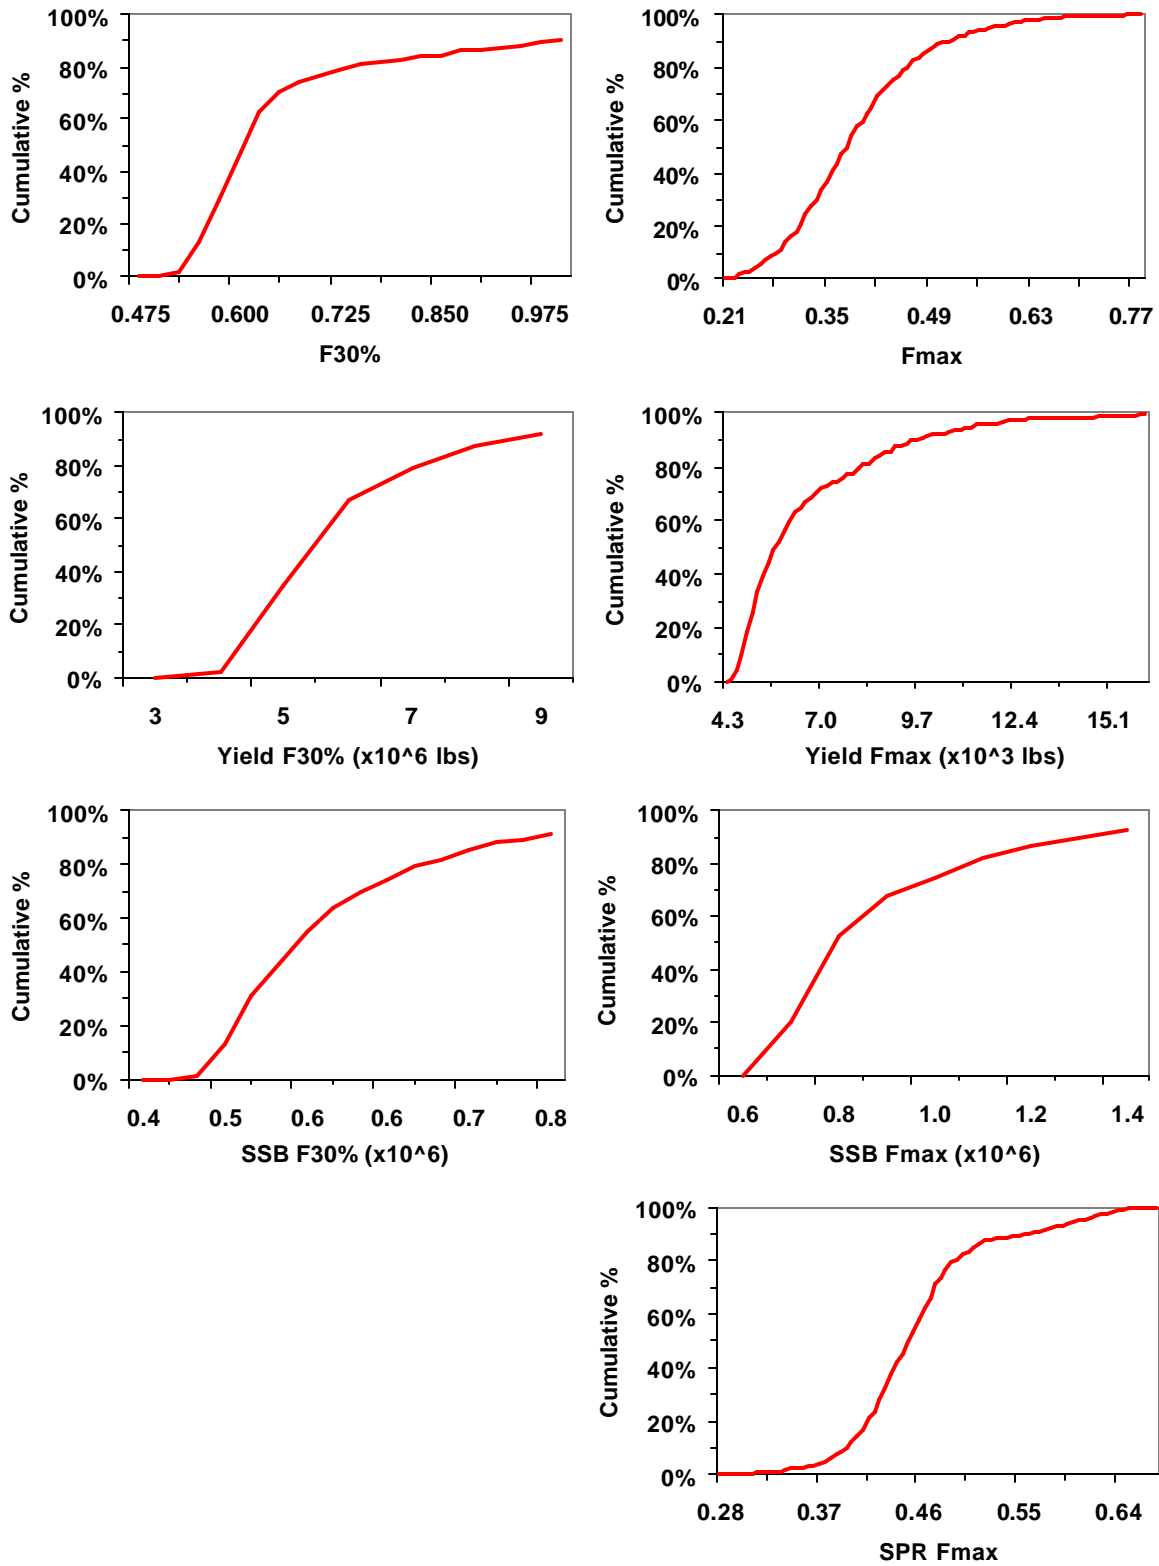 100%
80%
60%
40%
20%
0%
Cumulative %
0.475 0.600 0.725 0.850 0.975
F30%
100%
80%
60%
40%
20%
0%
Cumulative %
0.21 0.35 0.49 0.63 0.77
Fmax
100%
80%
60%
40%
20%
0%
Cumulative %
3 5 7 9
Yield F30% (x10^6 lbs)
100%
80%
60%
40%
20%
0%
Cumulative %
4.3 7.0 9.7 12.4 15.1
Yield Fmax (x10^3 lbs)
100%
80%
60%
40%
20%
0%
Cumulative %
0.4 0.5 0.6 0.6 0.7 0.8
SSB F30% (x10^6)
100%
80%
60%
40%
20%
0%
Cumulative %
0.6 0.8 1.0 1.2 1.4
SSB Fmax (x10^6)
100%
80%
60%
40%
20%
0%
Cumulative %
0.28 0.37 0.46 0.55 0.64
SPR Fmax